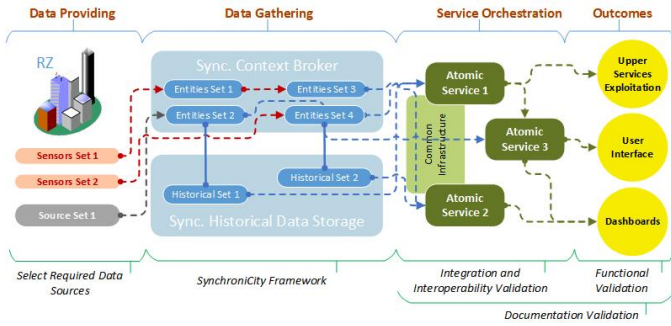 Data Providing
Data Gathering
Service Orchestration
Outcomes
RZ
Sync. Context Broker
Entities Set 1
Entities Set 3
Entities Set 2
Entities Set 4
Sensors Set 1
Sensors Set 2
Source Set 1
Historical Set 2
Historical Set 1
Sync. Historical Data Storage
Atomic
Service 1
Common
Infrastructure
Atomic
Service 3
Atomic
Service 2
Upper
Services
Exploitation
User
Interface
Dashboards
Select Required Data
Sources
SynchroniCity Framework
Integration and
Interoperability Validation
Functional
Validation
Documentation Validation